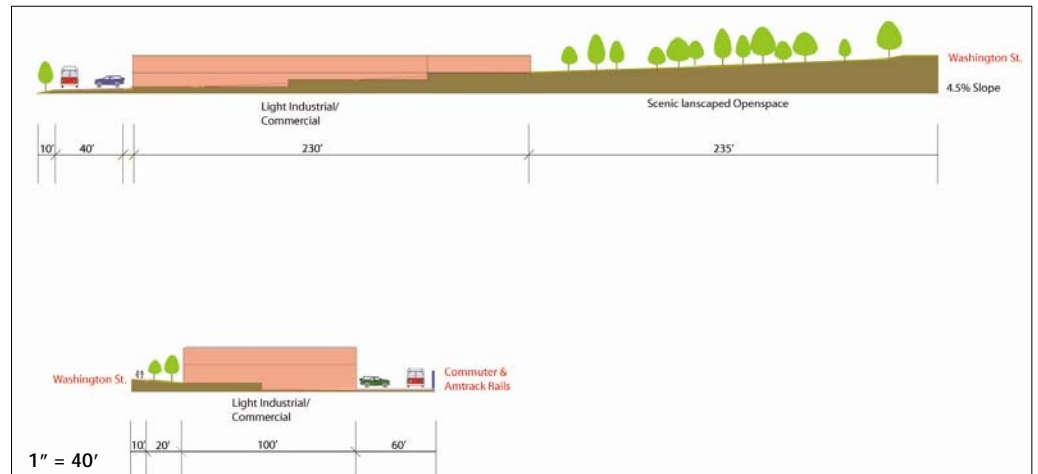 Washington St.
4.5% Slope
Light Industrial/
Commercial
Scenic lanscaped Openspace
10'
40'
230'
235'
Washington St.
Commuter &
Amtrack Rails
Light Industrial/
Commercial
10'
20'
100'
60'
1" = 40'